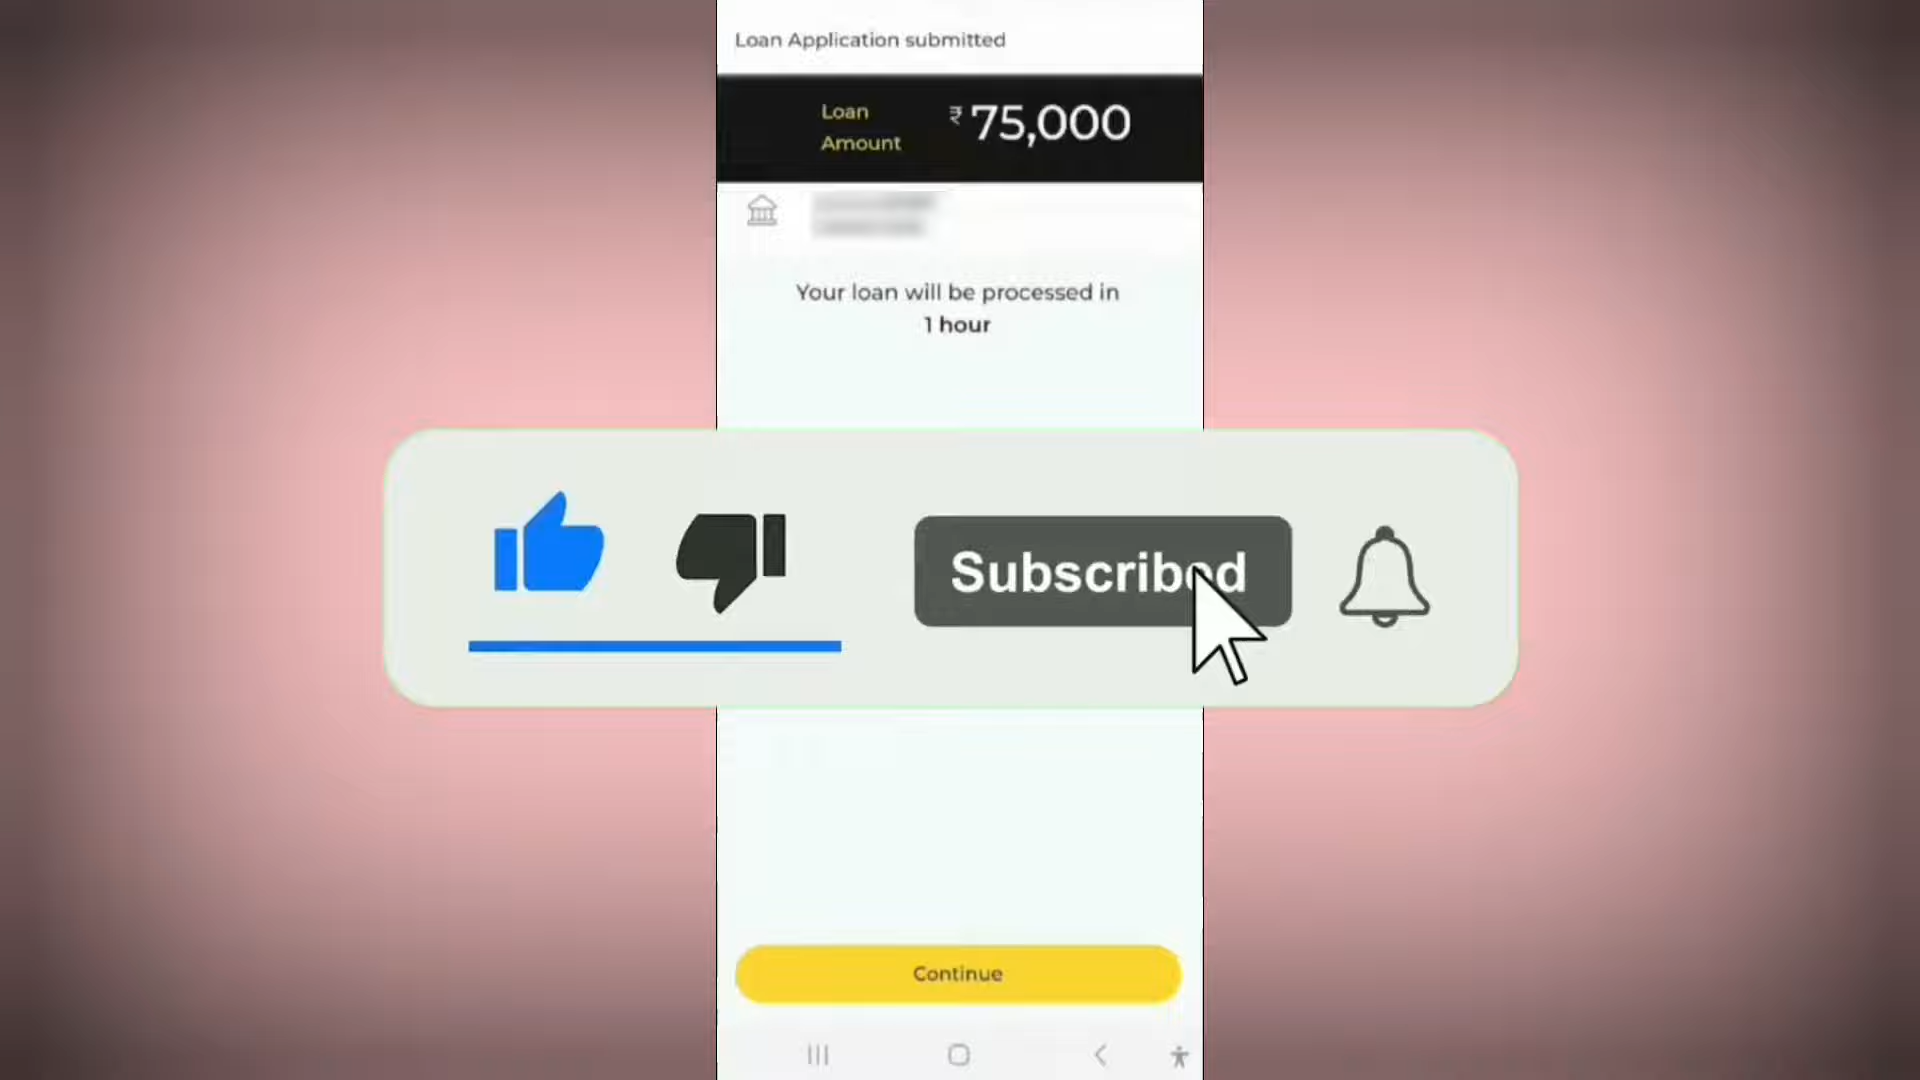 Loan Application submitted
Loan
Amount
₹ 75,000
Your loan will be processed in
1 hour
Subscribed
Continue